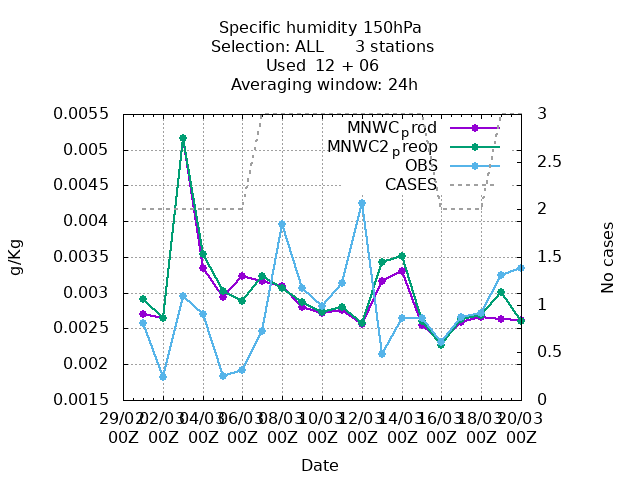 Specific humidity 150hPa
Selection: ALL 3 stations
Used 12 + 06
Averaging window: 24h
0.0055
0.005
0.0045
0.004
0.0035
0.003
0.0025
0.002
0.0015
g/Kg
MNWCprod
MNWC2preop
OBS
CASES
3
2.5
2
1.5
1
0.5
0
No cases
29/02 02/03 04/03 06/03 08/03 10/03 12/03 14/03 16/03 18/03 20/03
00Z 00Z 00Z 00Z 00Z 00Z 00Z 00Z 00Z 00Z 00Z
Date